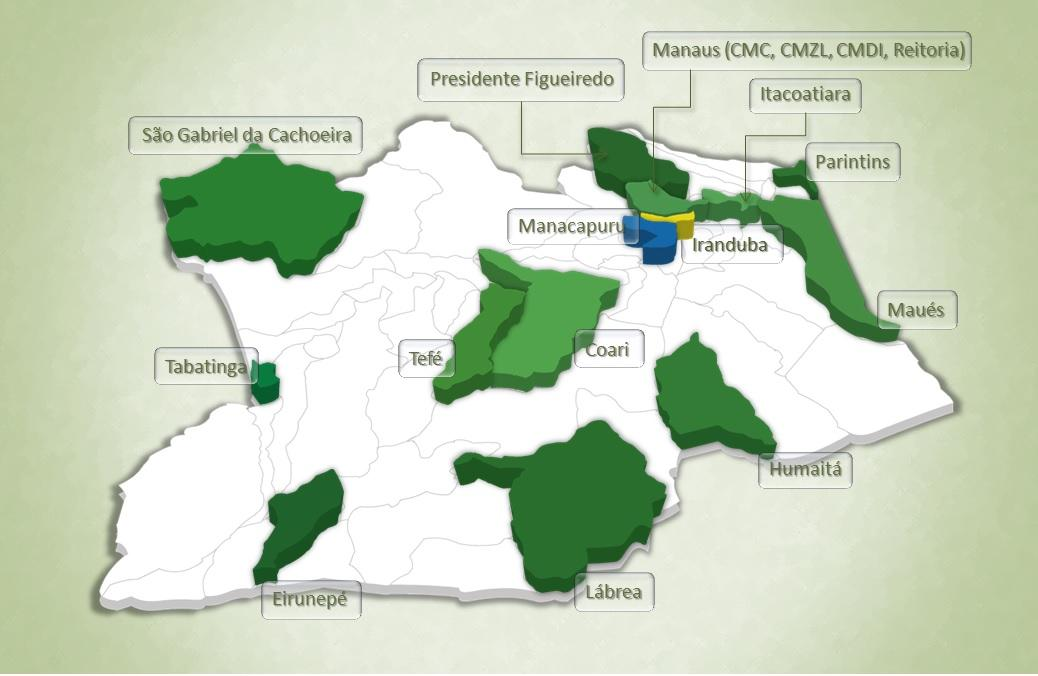 Manaus (CMC, CMZL, CMDI, Reitoria)
Presidente Figueiredo
Itacoatiara
São Gabriel da Cachoeira
Parintins
Manacapuru
Iranduba
Maués
Tabatinga
Tefé
Coari
Humaitá
Eirunepé
Lábrea